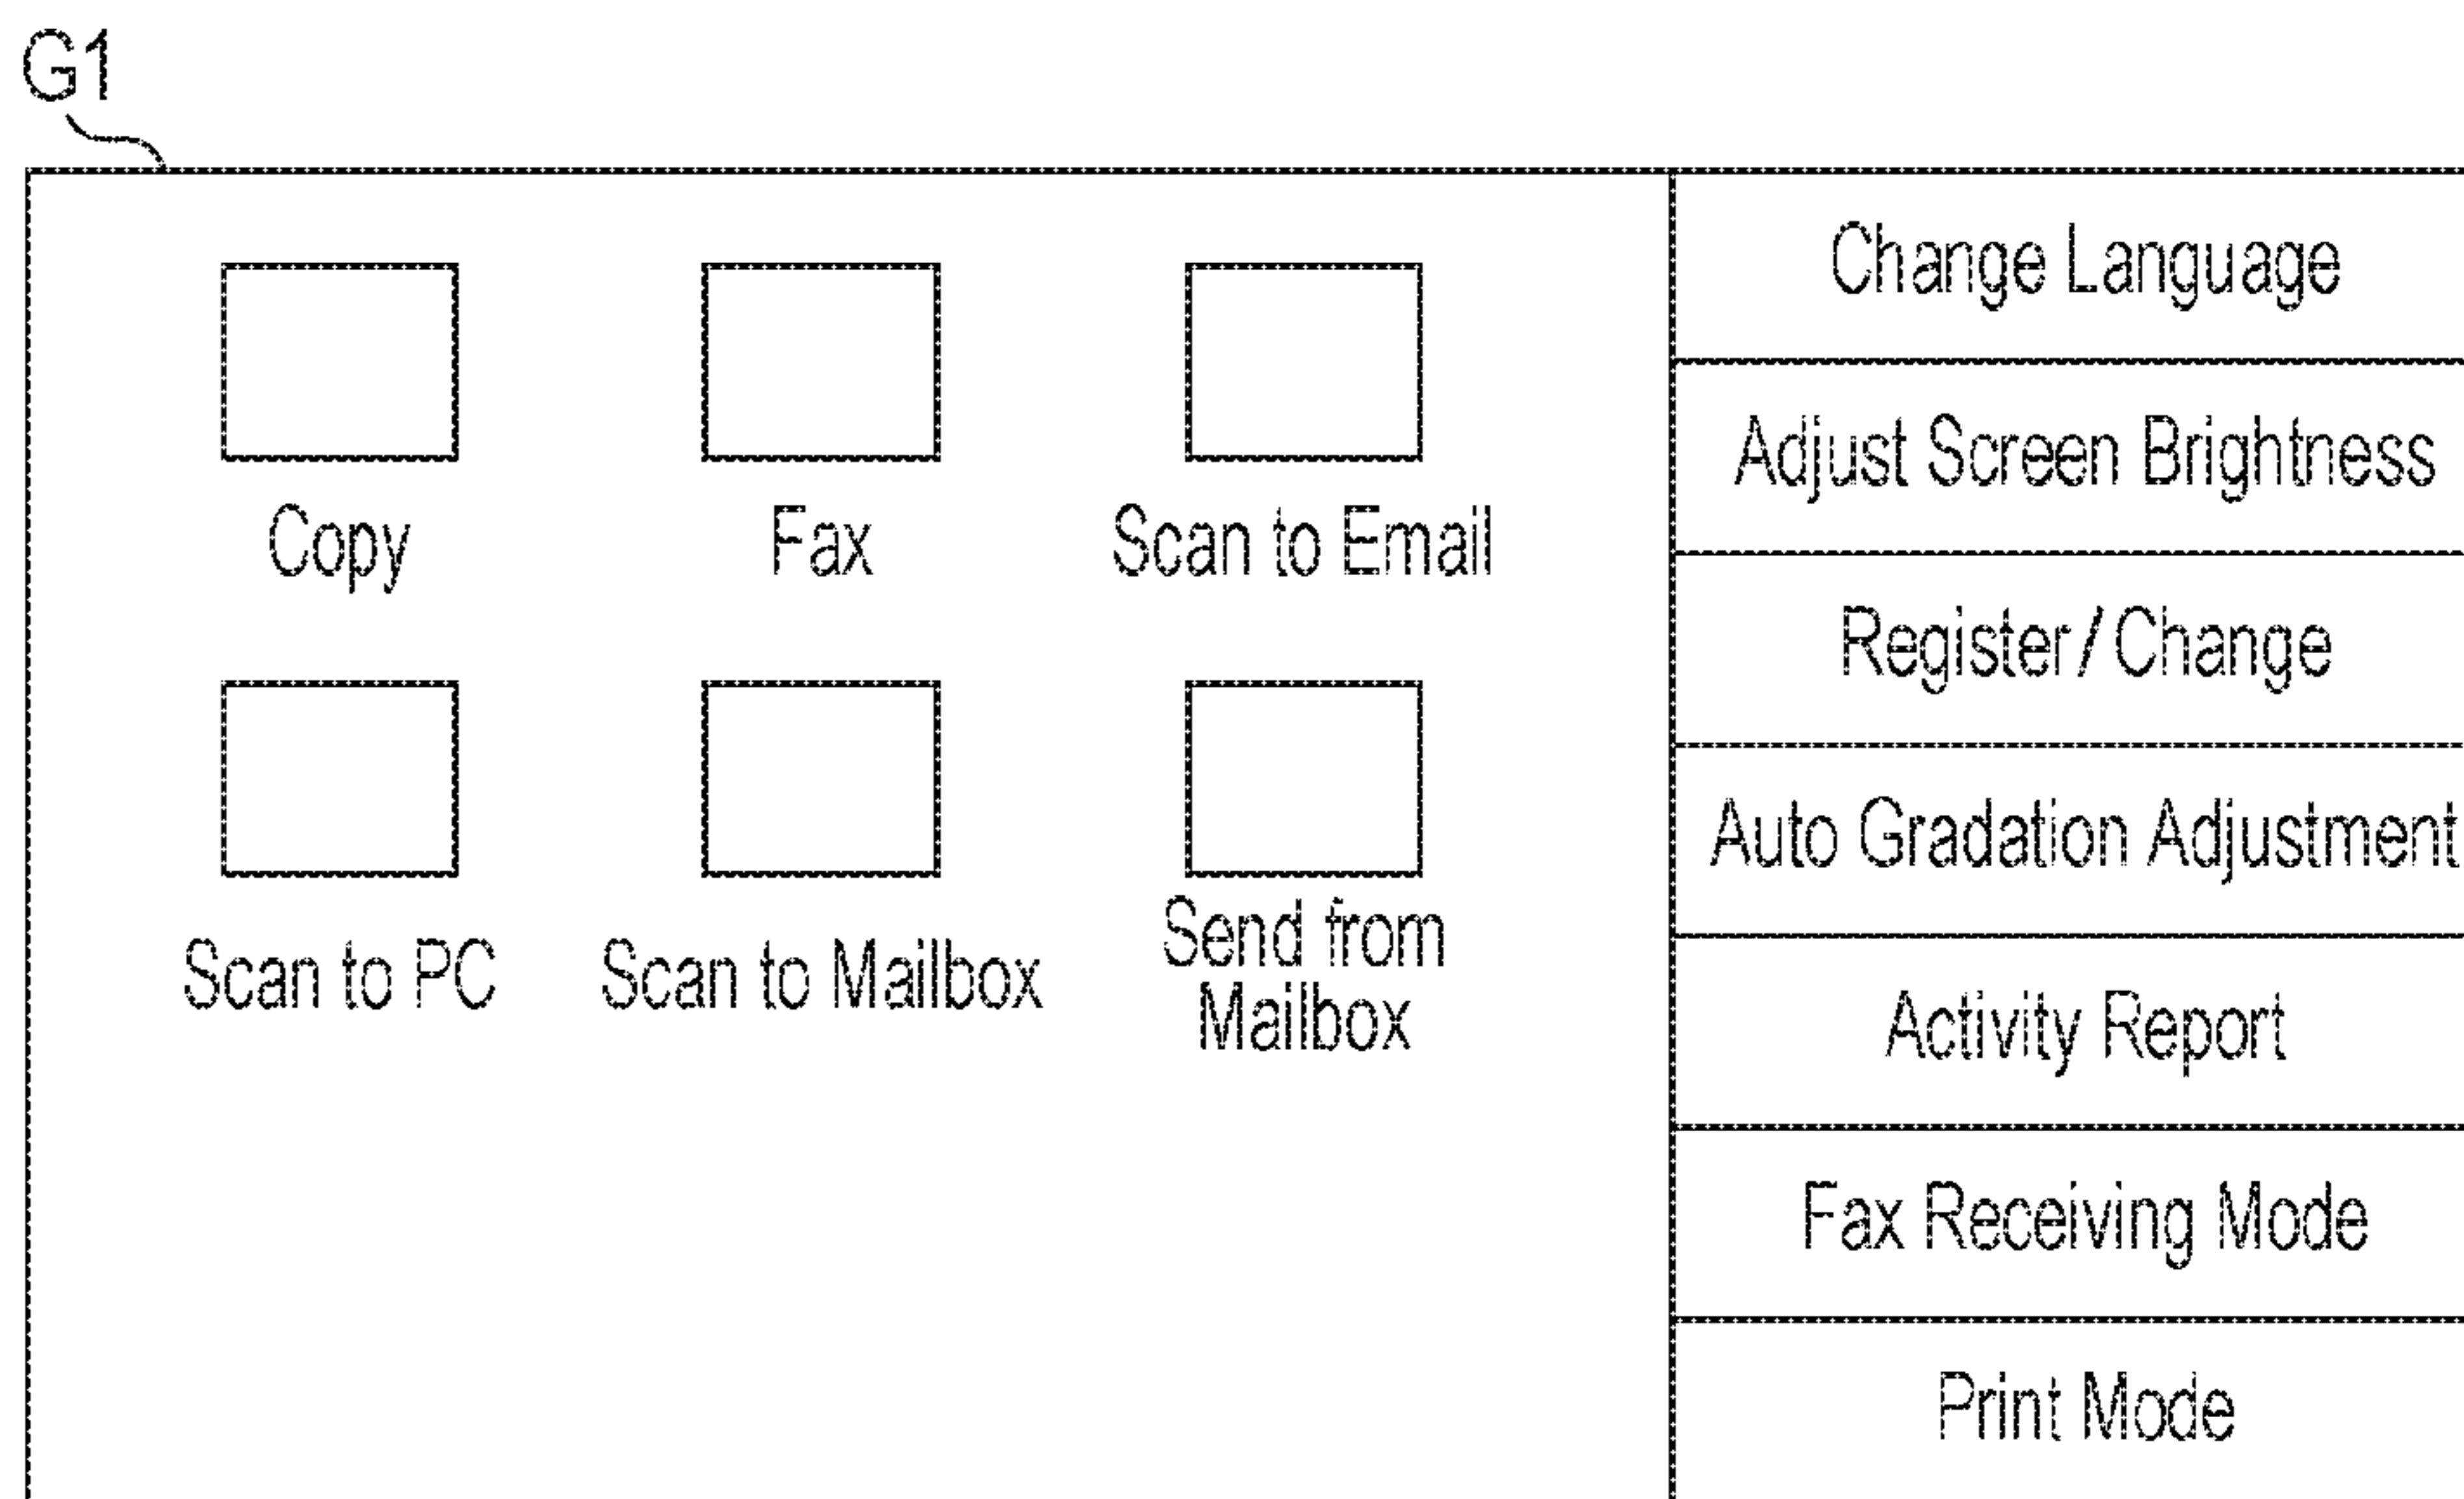 G1
Copy
Fax
Scan to Email
Scan to PC
Scan to Mailbox
Send from
Mailbox
Change Language
Adjust Screen Brightness
Register/Change
Auto Gradation Adjustment
Activity Report
Fax Receiving Mode
Print Mode